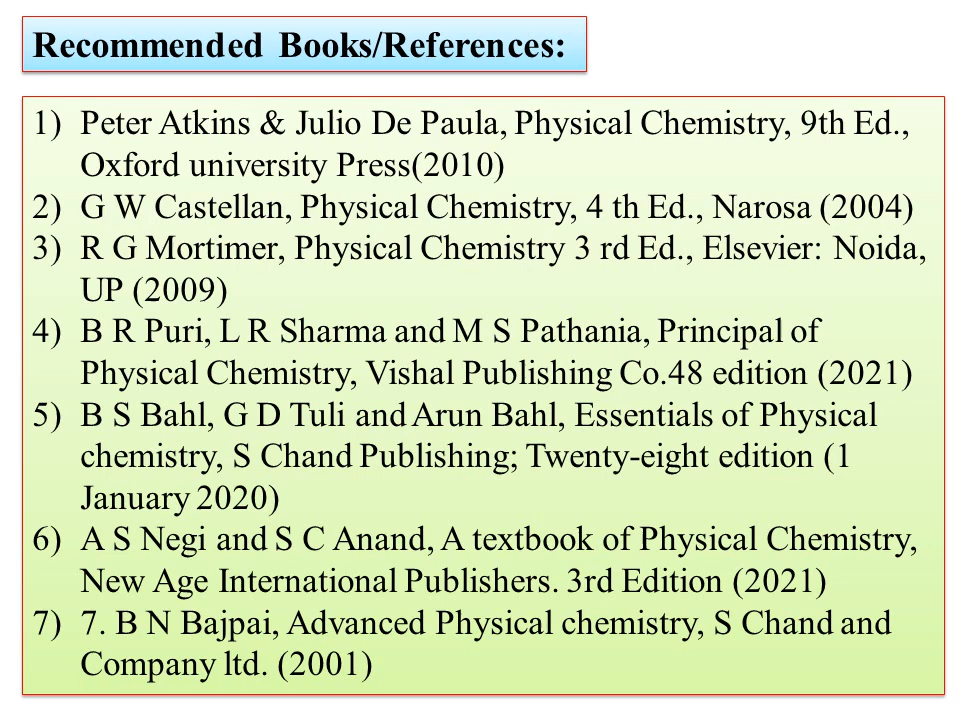 Recommended Books/References:
1) Peter Atkins & Julio De Paula, Physical Chemistry, 9th Ed.,
Oxford university Press(2010)
2) G W Castellan, Physical Chemistry, 4 th Ed., Narosa (2004)
3) R G Mortimer, Physical Chemistry 3 rd Ed., Elsevier: Noida,
UP (2009)
4) B R Puri, L R Sharma and M S Pathania, Principal of
Physical Chemistry, Vishal Publishing Co.48 edition (2021)
5) B S Bahl, G D Tuli and Arun Bahl, Essentials of Physical
chemistry, S Chand Publishing; Twenty-eight edition (1
January 2020)
6) A S Negi and S C Anand, A textbook of Physical Chemistry,
New Age International Publishers. 3rd Edition (2021)
7) 7. B N Bajpai, Advanced Physical chemistry, S Chand and
Company ltd. (2001)